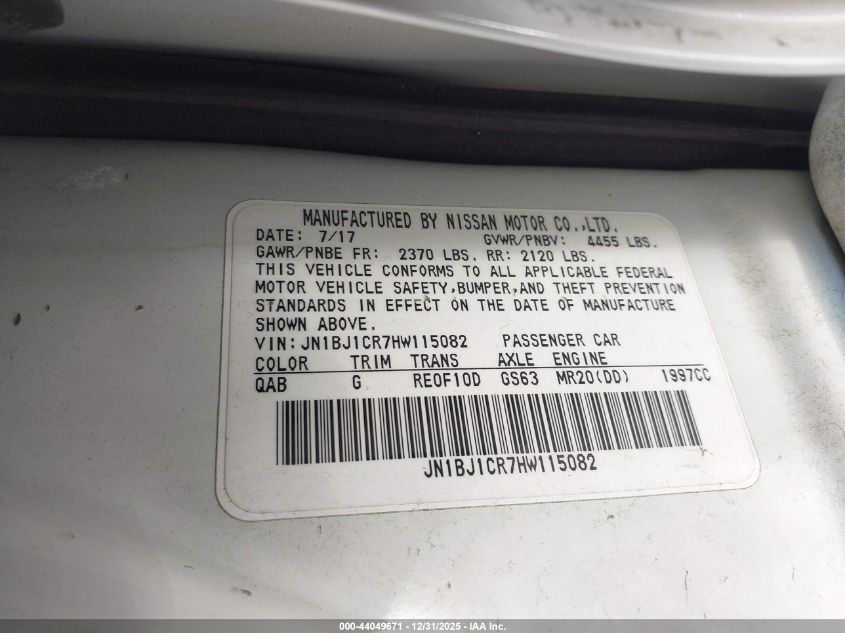 MANUFACTURED BY NISSAN MOTOR CO.,LTD.
DATE: 7/17 GVWR/PNBV: 4455 LBS.
GAWR/PNBE FR: 2370 LBS. RR: 2120 LBS.
THIS VEHICLE CONFORMS TO ALL APPLICABLE FEDERAL
MOTOR VEHICLE SAFETY,BUMPER,AND THEFT PREVENTION
STANDARDS IN EFFECT ON THE DATE OF MANUFACTURE
SHOWN ABOVE.
VIN: JN1BJ1CR7HW115082 PASSENGER CAR
COLOR TRIM TRANS AXLE ENGINE
QAB G RE0F10D GS63 MR20(DD) 1997CC
JN1BJ1CR7HW115082
000-44049671 - 12/31/2025 - IAA Inc.